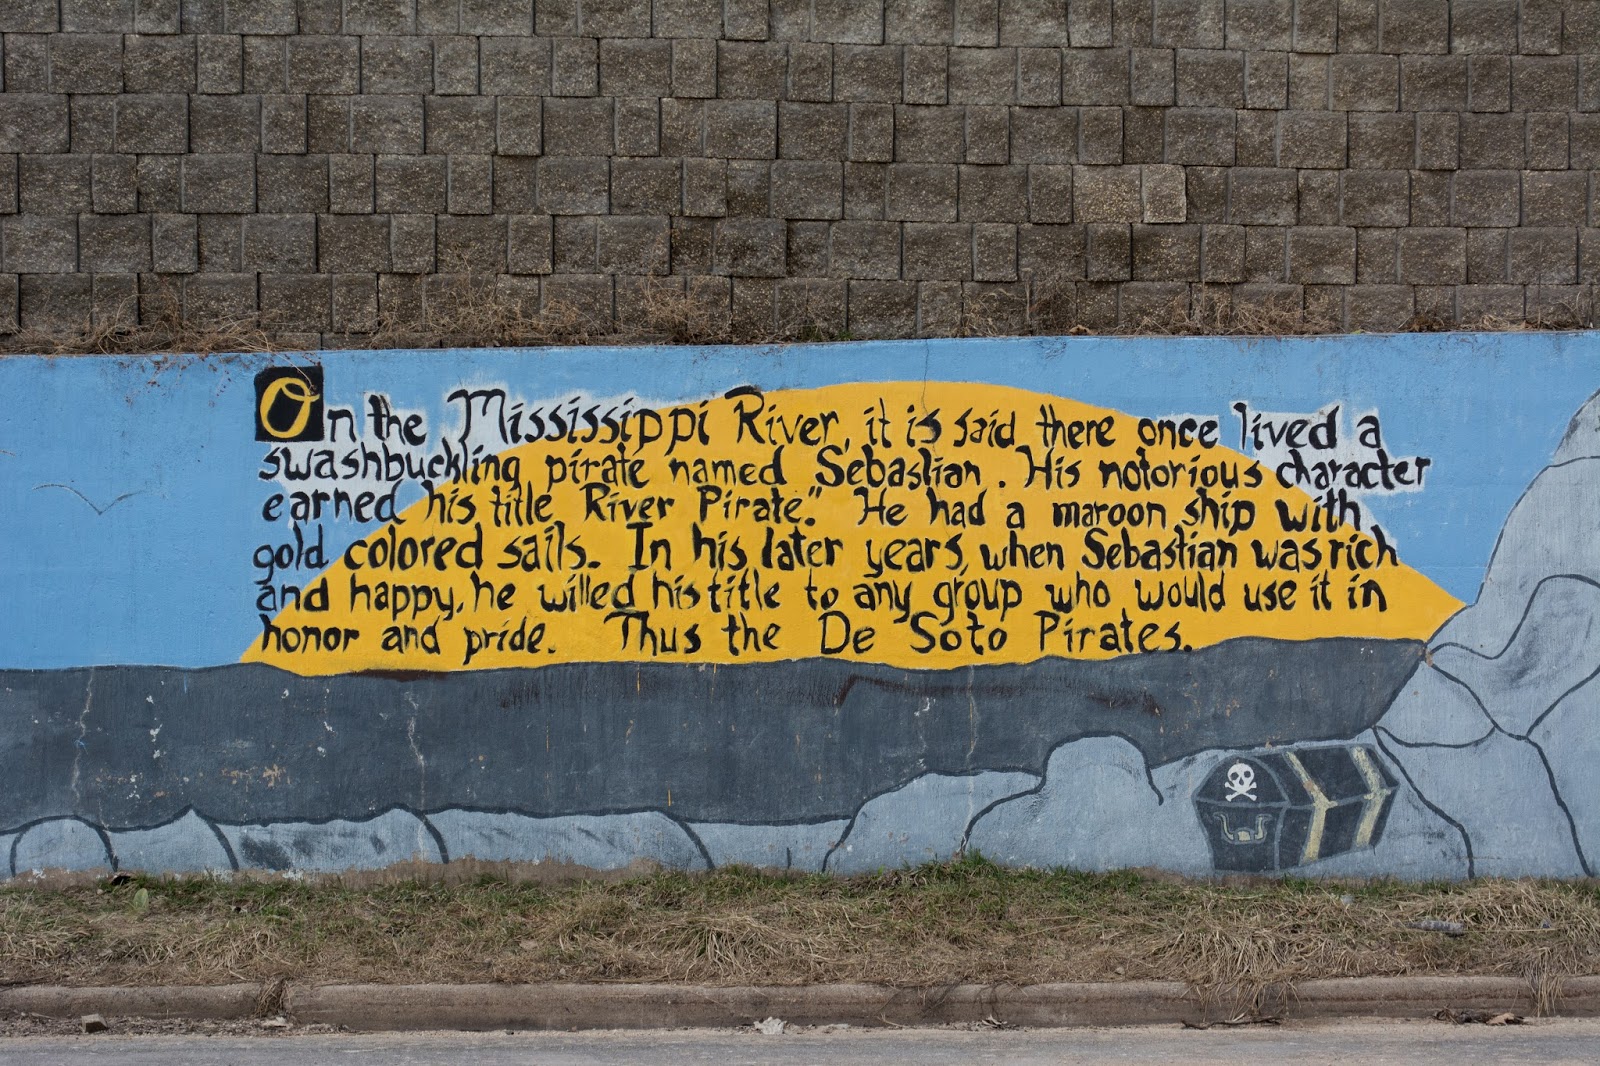 On the Mississippi River, it is said there once lived a
swashbuckling pirate named Sebastian. His notorious character
earned his title River Pirate." He had a maroon ship with
gold colored sails. In his later years, when Sebastian was rich
and happy, he willed his title to any group who would use it in
honor and pride. Thus the De Soto Pirates.